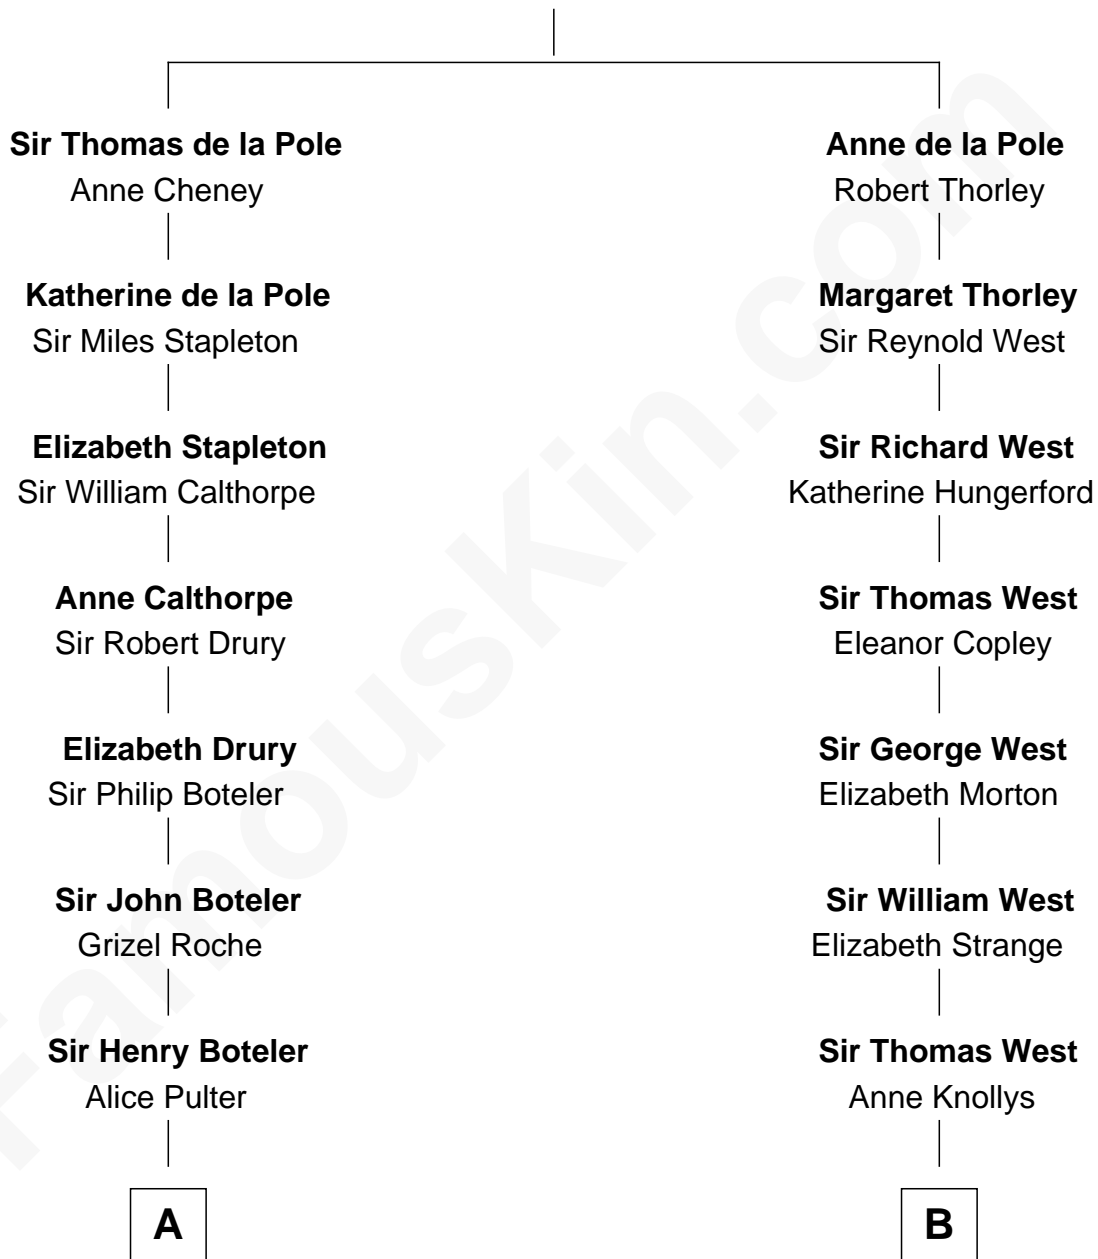 Sir Thomas de la Pole
Anne Cheney
Katherine de la Pole
Sir Miles Stapleton
Elizabeth Stapleton
Sir William Calthorpe
Anne Calthorpe
Sir Robert Drury
Elizabeth Drury
Sir Philip Boteler
Sir John Boteler
Grizel Roche
Sir Henry Boteler
Alice Pulter
A
Anne de la Pole
Robert Thorley
Margaret Thorley
Sir Reynold West
Sir Richard West
Katherine Hungerford
Sir Thomas West
Eleanor Copley
Sir George West
Elizabeth Morton
Sir William West
Elizabeth Strange
Sir Thomas West
Anne Knollys
B
FamousKin.com